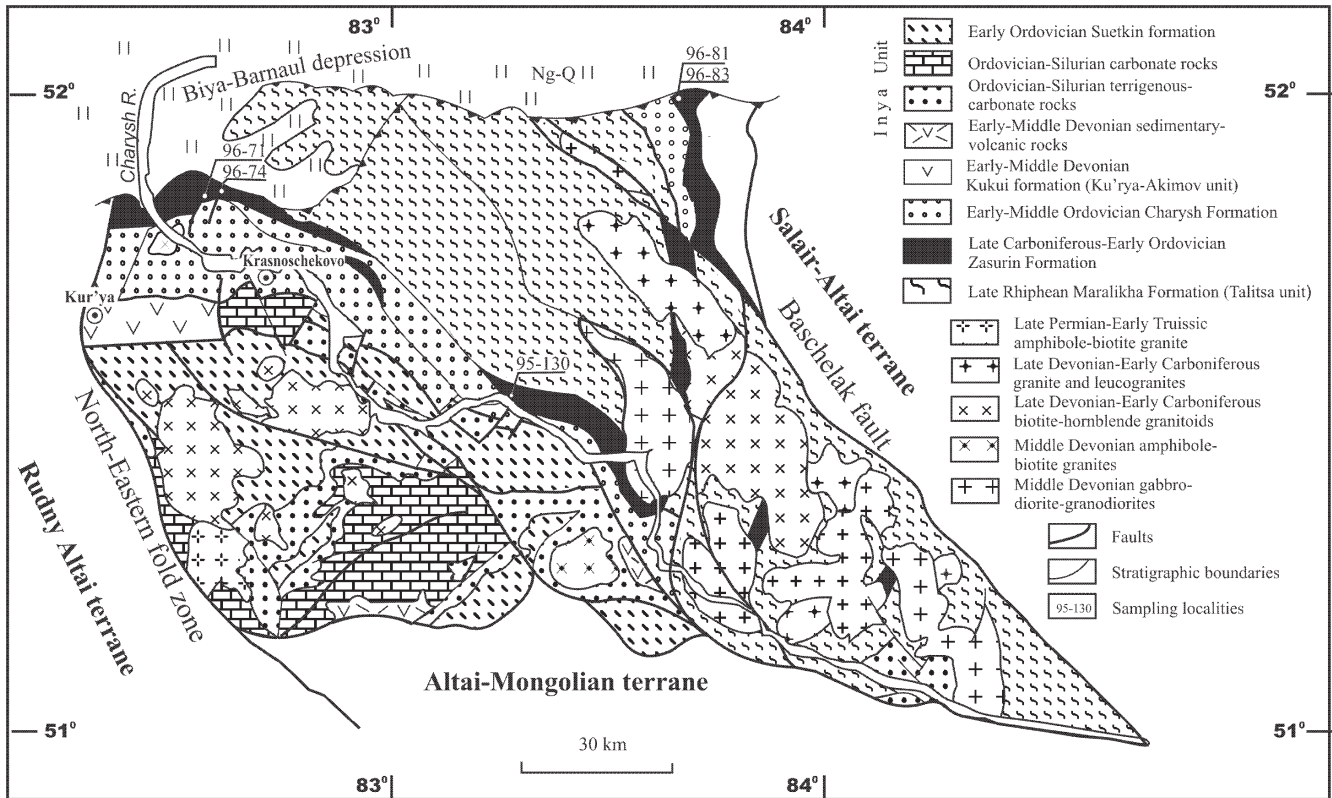 83°
84°
52°
52°
Biya-Barnaul depression
Ng-Q
96-81
96-83
Charysh R.
96-71
96-74
Krasnoschekovo
Kur'ya
95-130
Salair-Altai terrane
Baschelak fault
North-Eastern fold zone
Rudny Altai terrane
Altai-Mongolian terrane
51°
51°
30 km
83°
84°
Inya Unit
Early Ordovician Suetkin formation
Ordovician-Silurian carbonate rocks
Ordovician-Silurian terrigenous-
carbonate rocks
Early-Middle Devonian sedimentary-
volcanic rocks
Early-Middle Devonian
Kukui formation (Ku'rya-Akimov unit)
Early-Middle Ordovician Charysh Formation
Late Carboniferous-Early Ordovician
Zasurin Formation
Late Rhiphean Maralikha Formation (Talitsa unit)
Late Permian-Early Truissic
amphibole-biotite granite
Late Devonian-Early Carboniferous
granite and leucogranites
Late Devonian-Early Carboniferous
biotite-hornblende granitoids
Middle Devonian amphibole-
biotite granites
Middle Devonian gabbro-
diorite-granodiorites
Faults
Stratigraphic boundaries
95-130
Sampling localities